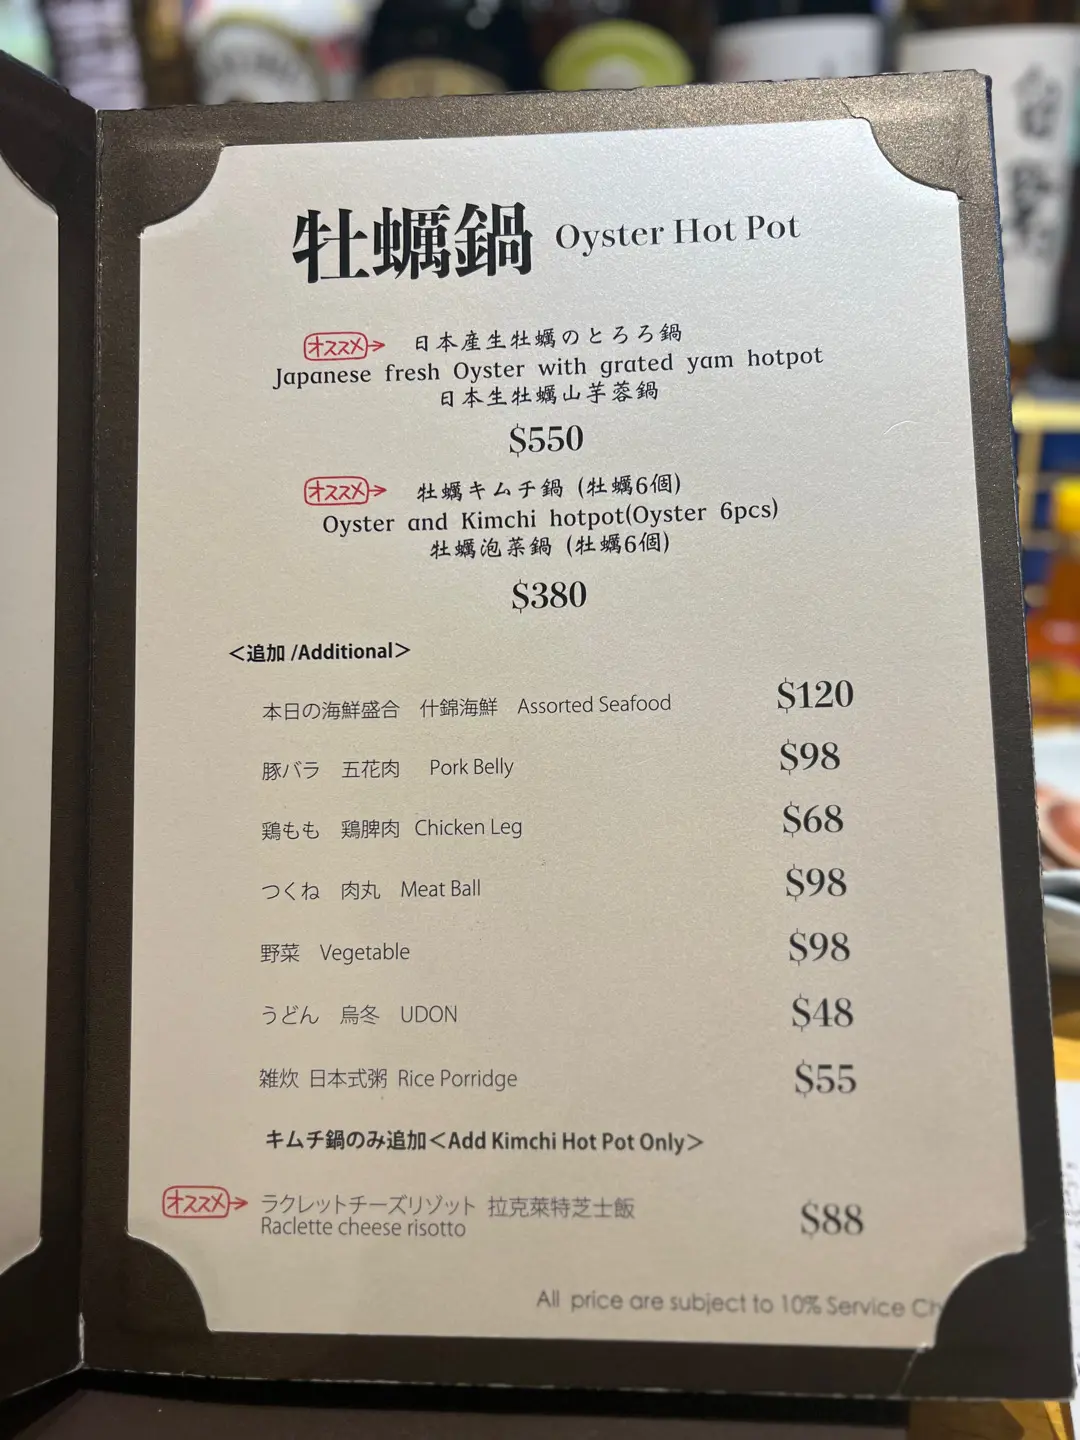 牡蠣鍋 Oyster Hot Pot
オススメ→ 日本産生牡蠣のとろろ鍋
Japanese fresh Oyster with grated yam hotpot
日本生牡蠣山芋蓉鍋
$550
オススメ→ 牡蠣キムチ鍋 (牡蠣6個)
Oyster and Kimchi hotpot(Oyster 6pcs)
牡蠣泡菜鍋 (牡蠣6個)
$380
＜追加 /Additional＞
本日の海鮮盛合 什錦海鮮 Assorted Seafood $120
豚バラ 五花肉 Pork Belly $98
鶏もも 鶏脾肉 Chicken Leg $68
つくね 肉丸 Meat Ball $98
野菜 Vegetable $98
うどん 烏冬 UDON $48
雑炊 日本式粥 Rice Porridge $55
キムチ鍋のみ追加＜Add Kimchi Hot Pot Only＞
オススメ→ ラクレットチーズリゾット 拉克萊特芝士飯 $88
Raclette cheese risotto
All price are subject to 10% Service Ch